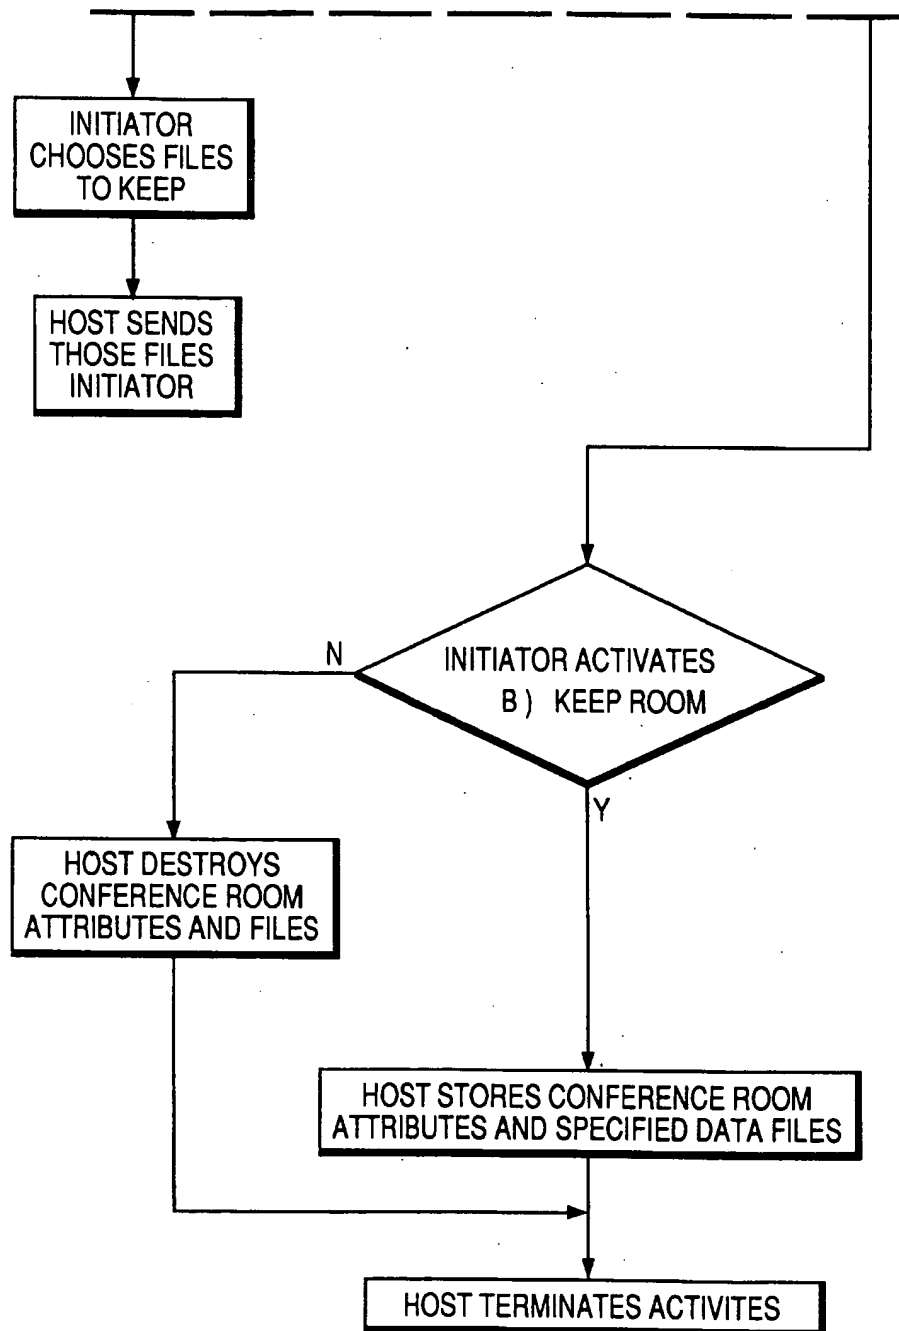 INITIATOR
CHOOSES FILES
TO KEEP
HOST SENDS
THOSE FILES
INITIATOR
N
INITIATOR ACTIVATES
B ) KEEP ROOM
Y
HOST DESTROYS
CONFERENCE ROOM
ATTRIBUTES AND FILES
HOST STORES CONFERENCE ROOM
ATTRIBUTES AND SPECIFIED DATA FILES
HOST TERMINATES ACTIVITES